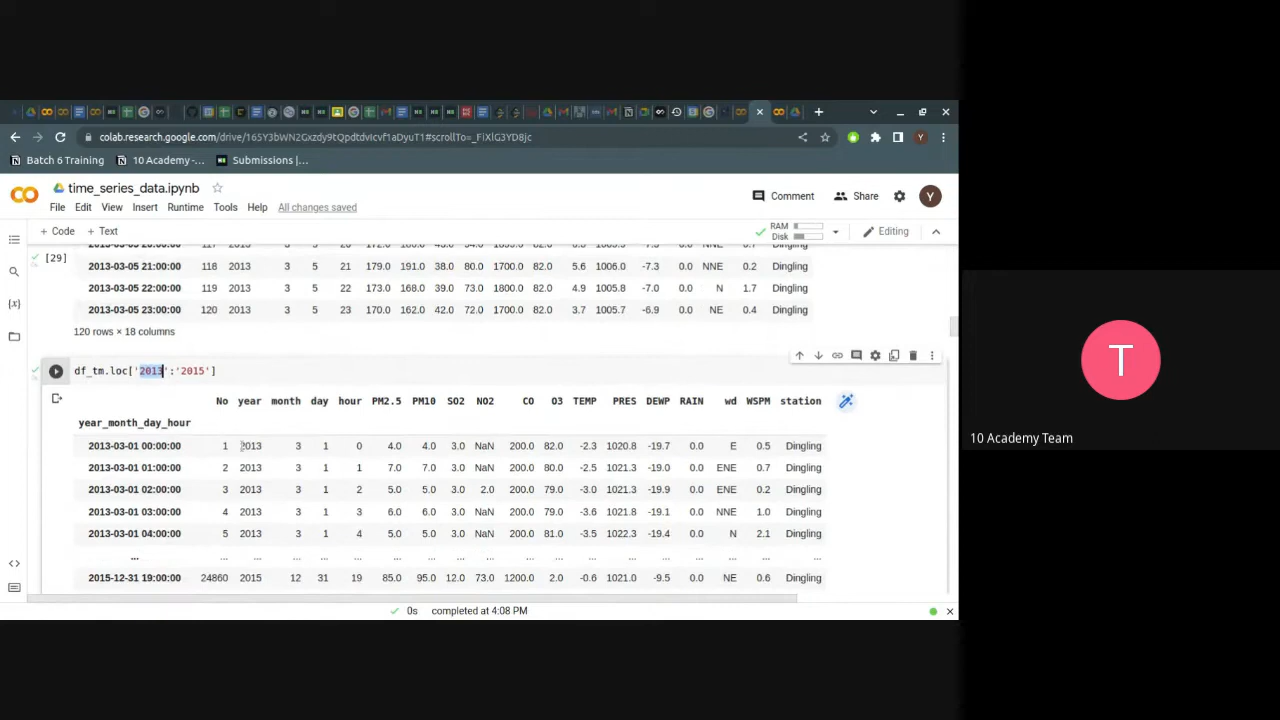 colab.research.google.com/drive/165Y3bWN2Gxzdy9tQpdtdvIcvf1aDyuT1#scrollTo=_FiXlG3YD8jc
Y
Batch 6 Training 10 Academy -... Submissions |...
time_series_data.ipynb
Comment Share Y
File Edit View Insert Runtime Tools Help All changes saved
+ Code + Text RAM Disk Editing
[29]
2013-03-05 21:00:00 118 2013 3 5 21 179.0 191.0 38.0 80.0 1700.0 82.0 5.6 1006.0 -7.3 0.0 NNE 0.2 Dingling
2013-03-05 22:00:00 119 2013 3 5 22 173.0 168.0 39.0 73.0 1800.0 82.0 4.9 1005.8 -7.0 0.0 N 1.7 Dingling
2013-03-05 23:00:00 120 2013 3 5 23 170.0 162.0 42.0 72.0 1700.0 82.0 3.7 1005.7 -6.9 0.0 NE 0.4 Dingling
120 rows × 18 columns
df_tm.loc['2013':'2015']
No year month day hour PM2.5 PM10 SO2 NO2 CO O3 TEMP PRES DEWP RAIN wd WSPM station
year_month_day_hour
2013-03-01 00:00:00 1 2013 3 1 0 4.0 4.0 3.0 NaN 200.0 82.0 -2.3 1020.8 -19.7 0.0 E 0.5 Dingling
2013-03-01 01:00:00 2 2013 3 1 1 7.0 7.0 3.0 NaN 200.0 80.0 -2.5 1021.3 -19.0 0.0 ENE 0.7 Dingling
2013-03-01 02:00:00 3 2013 3 1 2 5.0 5.0 3.0 2.0 200.0 79.0 -3.0 1021.3 -19.9 0.0 ENE 0.2 Dingling
2013-03-01 03:00:00 4 2013 3 1 3 6.0 6.0 3.0 NaN 200.0 79.0 -3.6 1021.8 -19.1 0.0 NNE 1.0 Dingling
2013-03-01 04:00:00 5 2013 3 1 4 5.0 5.0 3.0 NaN 200.0 81.0 -3.5 1022.3 -19.4 0.0 N 2.1 Dingling
... ... ... ... ... ... ... ... ... ... ... ... ... ... ... ... ... ... ...
2015-12-31 19:00:00 24860 2015 12 31 19 85.0 95.0 12.0 73.0 1200.0 2.0 -0.6 1021.0 -9.5 0.0 NE 0.6 Dingling
0s completed at 4:08 PM
T
10 Academy Team